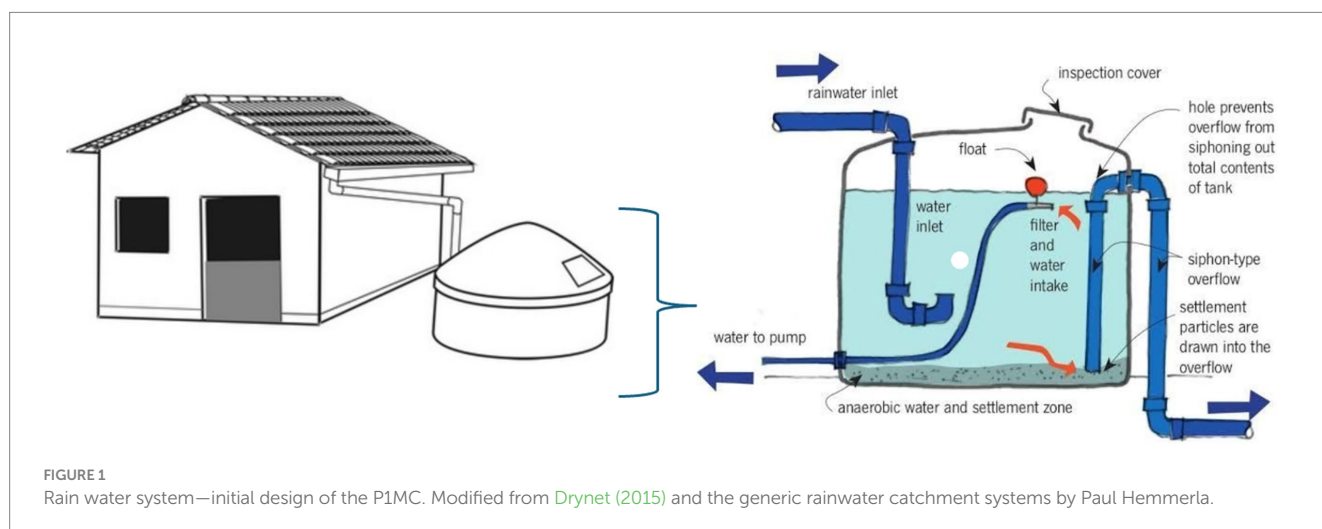 inspection cover
rainwater inlet
hole prevents
overflow from
siphoning out
total contents
of tank
float
water
inlet
filter
and
water
intake
siphon-type
overflow
settlement
particles are
drawn into the
overflow
water to pump
anaerobic water and settlement zone
FIGURE 1
Rain water system—initial design of the P1MC. Modified from Drynet (2015) and the generic rainwater catchment systems by Paul Hemmerla.